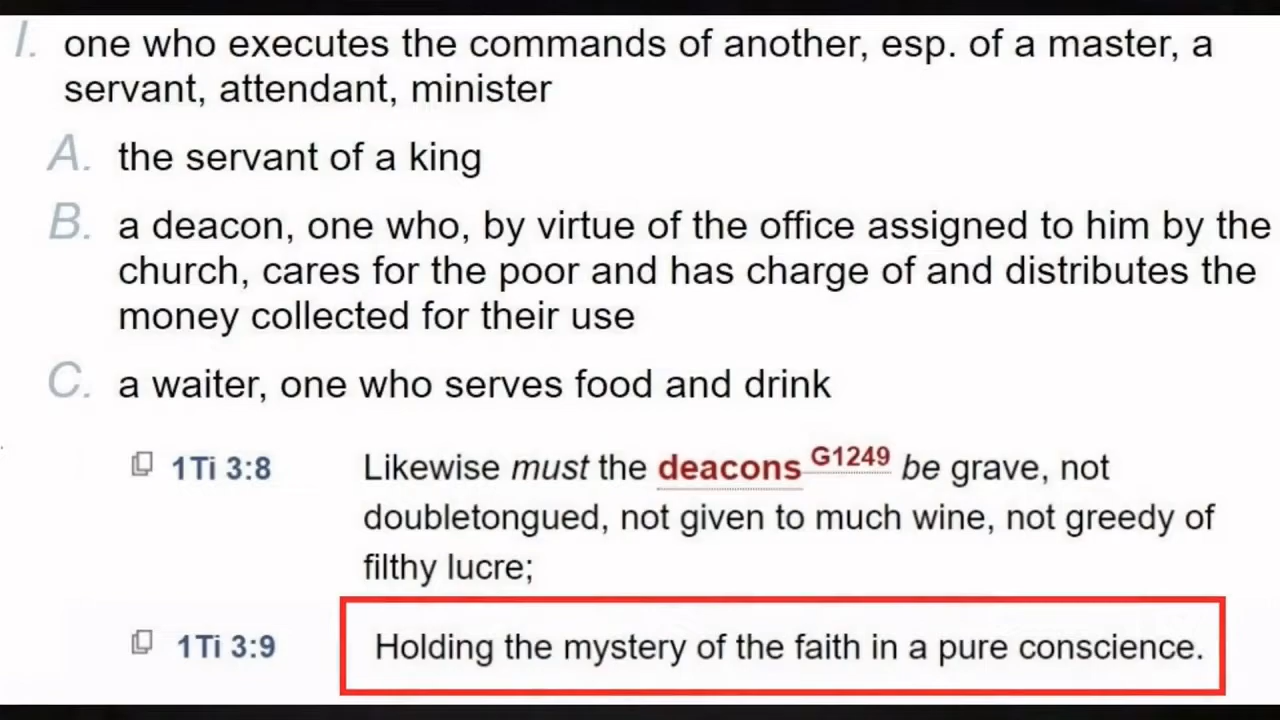 I. one who executes the commands of another, esp. of a master, a
servant, attendant, minister
A. the servant of a king
B. a deacon, one who, by virtue of the office assigned to him by the
church, cares for the poor and has charge of and distributes the
money collected for their use
C. a waiter, one who serves food and drink
1Ti 3:8 Likewise must the deacons G1249 be grave, not
doubletongued, not given to much wine, not greedy of
filthy lucre;
1Ti 3:9 Holding the mystery of the faith in a pure conscience.